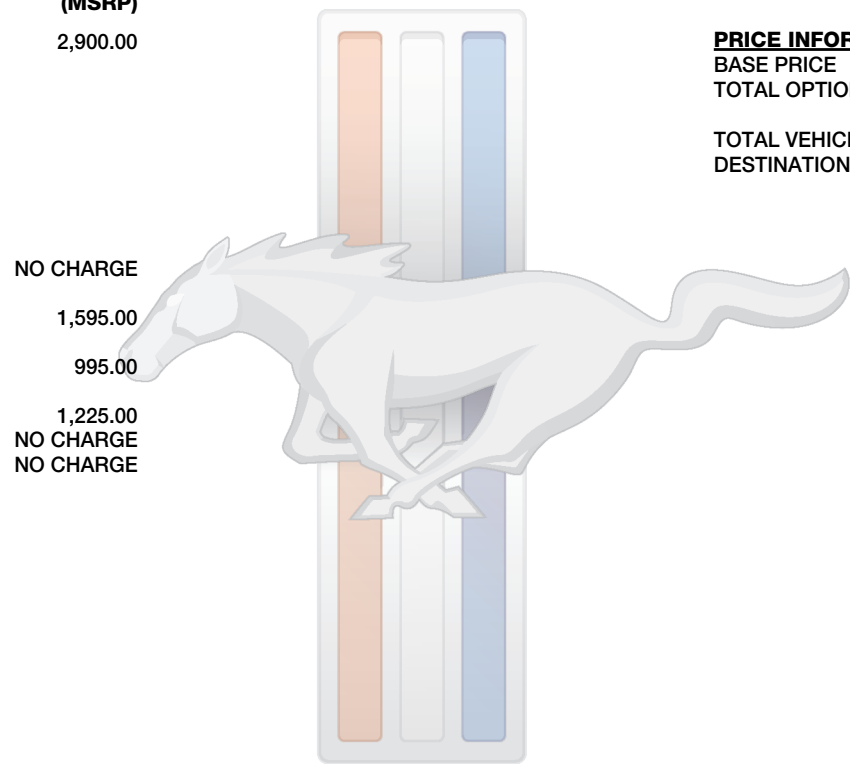 (MSRP)
2,900.00
NO CHARGE
1,595.00
995.00
1,225.00
NO CHARGE
NO CHARGE
PRICE INFOR
BASE PRICE
TOTAL OPTIO
TOTAL VEHICL
DESTINATION